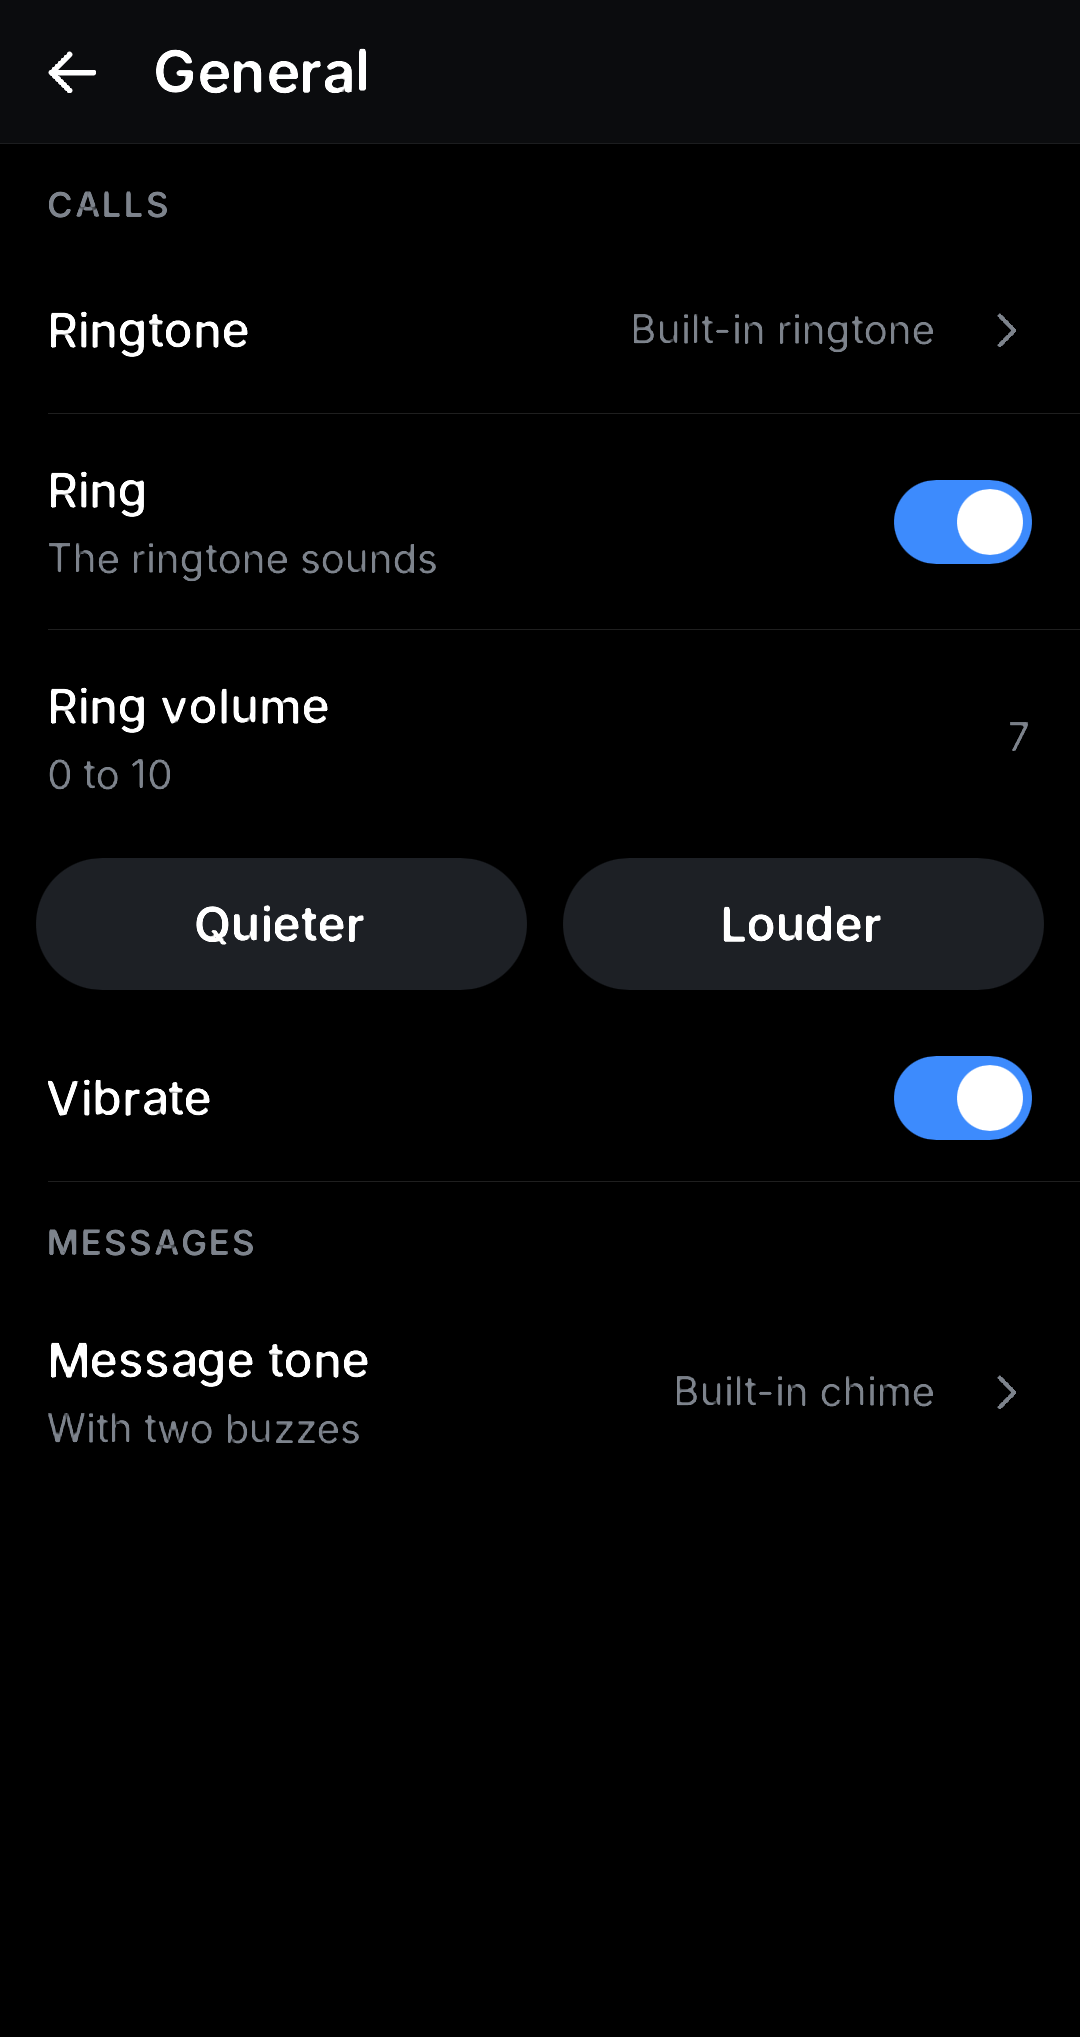 General
CALLS
Ringtone
Built-in ringtone
Ring
The ringtone sounds
Ring volume
0 to 10
7
Quieter
Louder
Vibrate
MESSAGES
Message tone
With two buzzes
Built-in chime